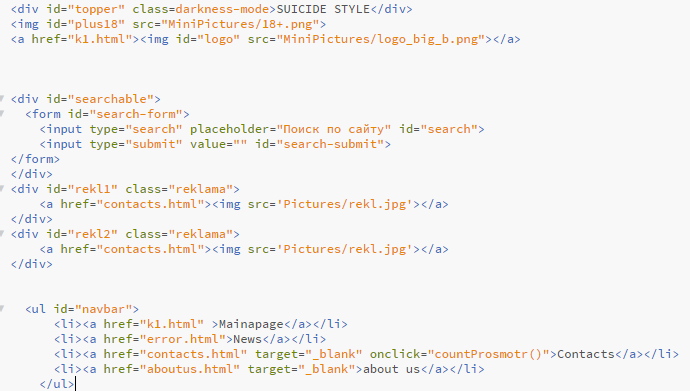 <div id="topper" class=darkness-mode>SUICIDE STYLE</div>
<img id="plus18" src="MiniPictures/18+.png">
<a href="k1.html"><img id="logo" src="MiniPictures/logo_big_b.png"></a>
<div id="searchable">
<form id="search-form">
<input type="search" placeholder="Поиск по сайту" id="search">
<input type="submit" value="" id="search-submit">
</form>
</div>
<div id="rekl1" class="reklama">
<a href="contacts.html"><img src='Pictures/rekl.jpg'></a>
</div>
<div id="rekl2" class="reklama">
<a href="contacts.html"><img src='Pictures/rekl.jpg'></a>
</div>
<ul id="navbar">
<li><a href="k1.html" >Mainapage</a></li>
<li><a href="error.html">News</a></li>
<li><a href="contacts.html" target="_blank" onclick="countProsmotr()">Contacts</a></li>
<li><a href="aboutus.html" target="_blank">about us</a></li>
</ul>